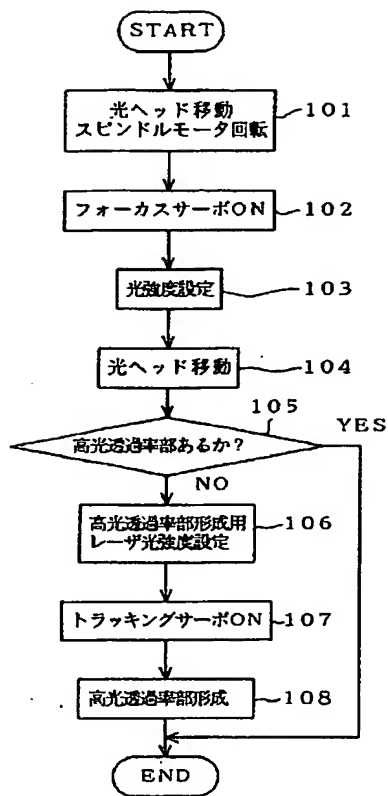 START
光ヘッド移動
スピンドルモータ回転
101
フォーカスサーボON
102
光強度設定
103
光ヘッド移動
104
105
高光透過率部あるか?
YES
NO
高光透過率部形成用
レーザ光強度設定
106
トラッキングサーボON
107
高光透過率部形成
108
END